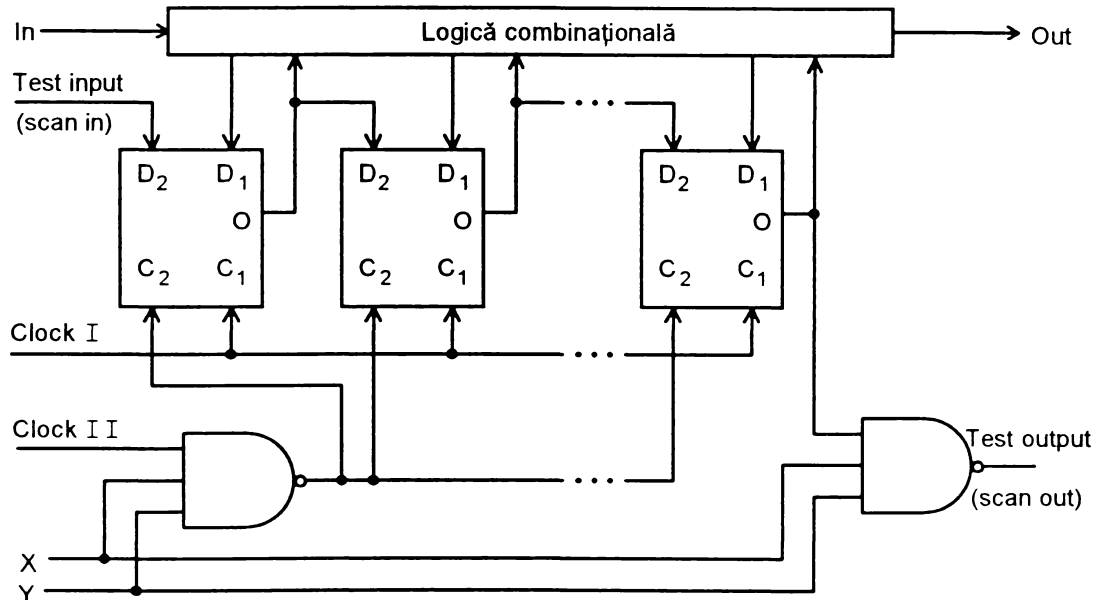 In
Logică combinațională
Out
Test input
(scan in)
D2 D1
O
C2 C1
D2 D1
O
C2 C1
D2 D1
O
C2 C1
Clock I
Clock II
Test output
(scan out)
X
Y